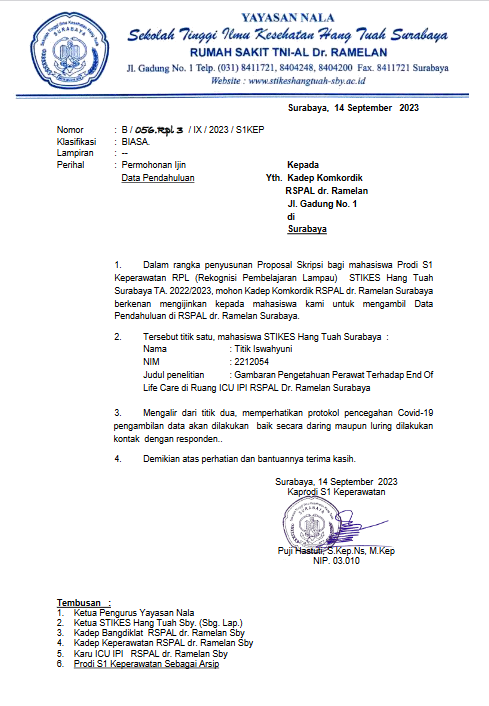 YAYASAN NALA
Sekolah Tinggi Ilmu Kesehatan Hang Tuah Surabaya
RUMAH SAKIT TNI-AL Dr. RAMELAN
Jl. Gadung No. 1 Telp. (031) 8411721, 8404248, 8404200 Fax. 8411721 Surabaya
Website : www.stikeshangtuah-sby.ac.id
Surabaya, 14 September 2023
Nomor : B / 056.Rpl 3 / IX / 2023 / S1KEP
Klasifikasi : BIASA.
Lampiran : --
Perihal : Permohonan Ijin
Data Pendahuluan
Kepada
Yth. Kadep Komkordik
RSPAL dr. Ramelan
Jl. Gadung No. 1
di
Surabaya
1. Dalam rangka penyusunan Proposal Skripsi bagi mahasiswa Prodi S1
Keperawatan RPL (Rekognisi Pembelajaran Lampau) STIKES Hang Tuah
Surabaya TA. 2022/2023, mohon Kadep Komkordik RSPAL dr. Ramelan Surabaya
berkenan mengijinkan kepada mahasiswa kami untuk mengambil Data
Pendahuluan di RSPAL dr. Ramelan Surabaya.
2. Tersebut titik satu, mahasiswa STIKES Hang Tuah Surabaya :
Nama : Titik Iswahyuni
NIM : 2212054
Judul penelitian : Gambaran Pengetahuan Perawat Terhadap End Of
Life Care di Ruang ICU IPI RSPAL Dr. Ramelan Surabaya
3. Mengalir dari titik dua, memperhatikan protokol pencegahan Covid-19
pengambilan data akan dilakukan baik secara daring maupun luring dilakukan
kontak dengan responden..
4. Demikian atas perhatian dan bantuannya terima kasih.
Surabaya, 14 September 2023
Kaprodi S1 Keperawatan
Puji Hastuti, S.Kep.Ns, M.Kep
NIP. 03.010
Tembusan :
1. Ketua Pengurus Yayasan Nala
2. Ketua STIKES Hang Tuah Sby. (Sbg. Lap.)
3. Kadep Bangdiklat RSPAL dr. Ramelan Sby
4. Kadep Keperawatan RSPAL dr. Ramelan Sby
5. Karu ICU IPI RSPAL dr. Ramelan Sby
6. Prodi S1 Keperawatan Sebagai Arsip